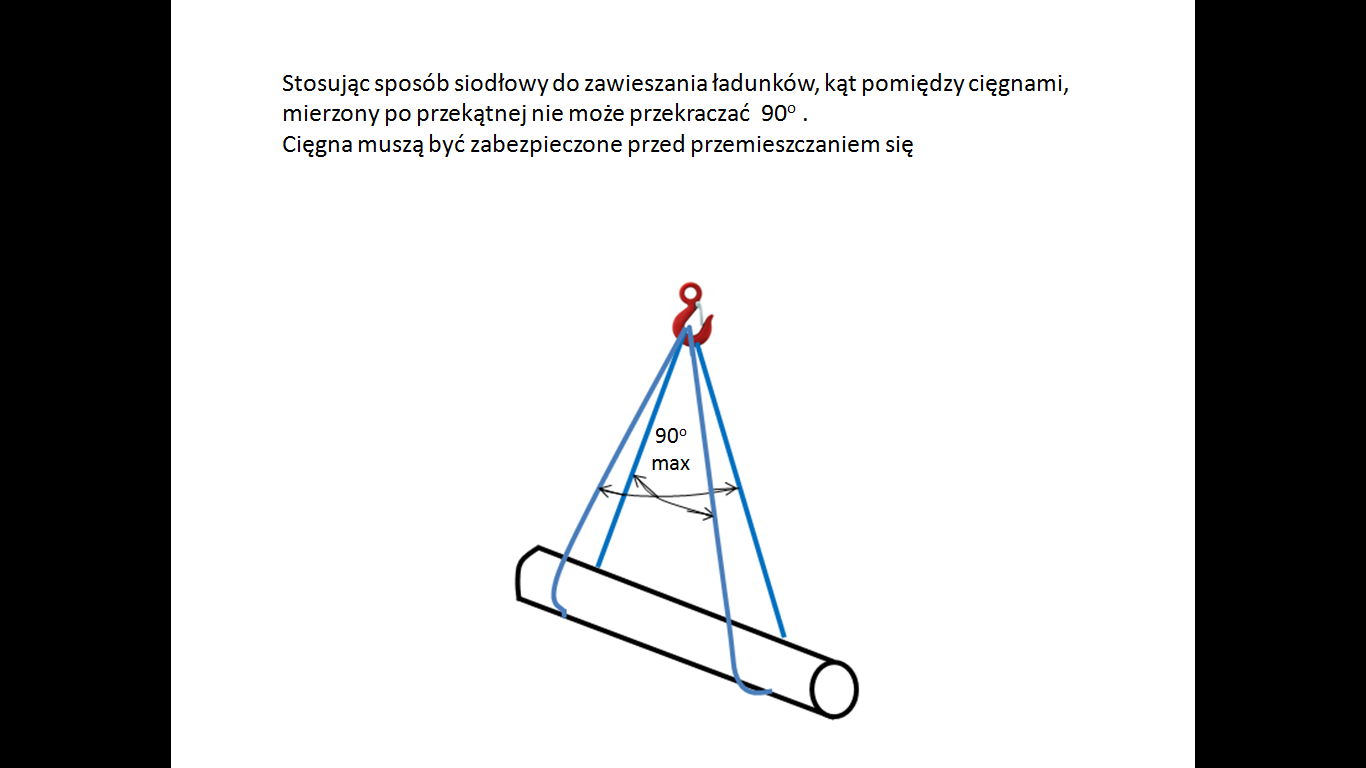 Stosując sposób siodłowy do zawieszania ładunków, kąt pomiędzy cięgnami,
mierzony po przekątnej nie może przekraczać 90º .
Cięgna muszą być zabezpieczone przed przemieszczaniem się
90º
max